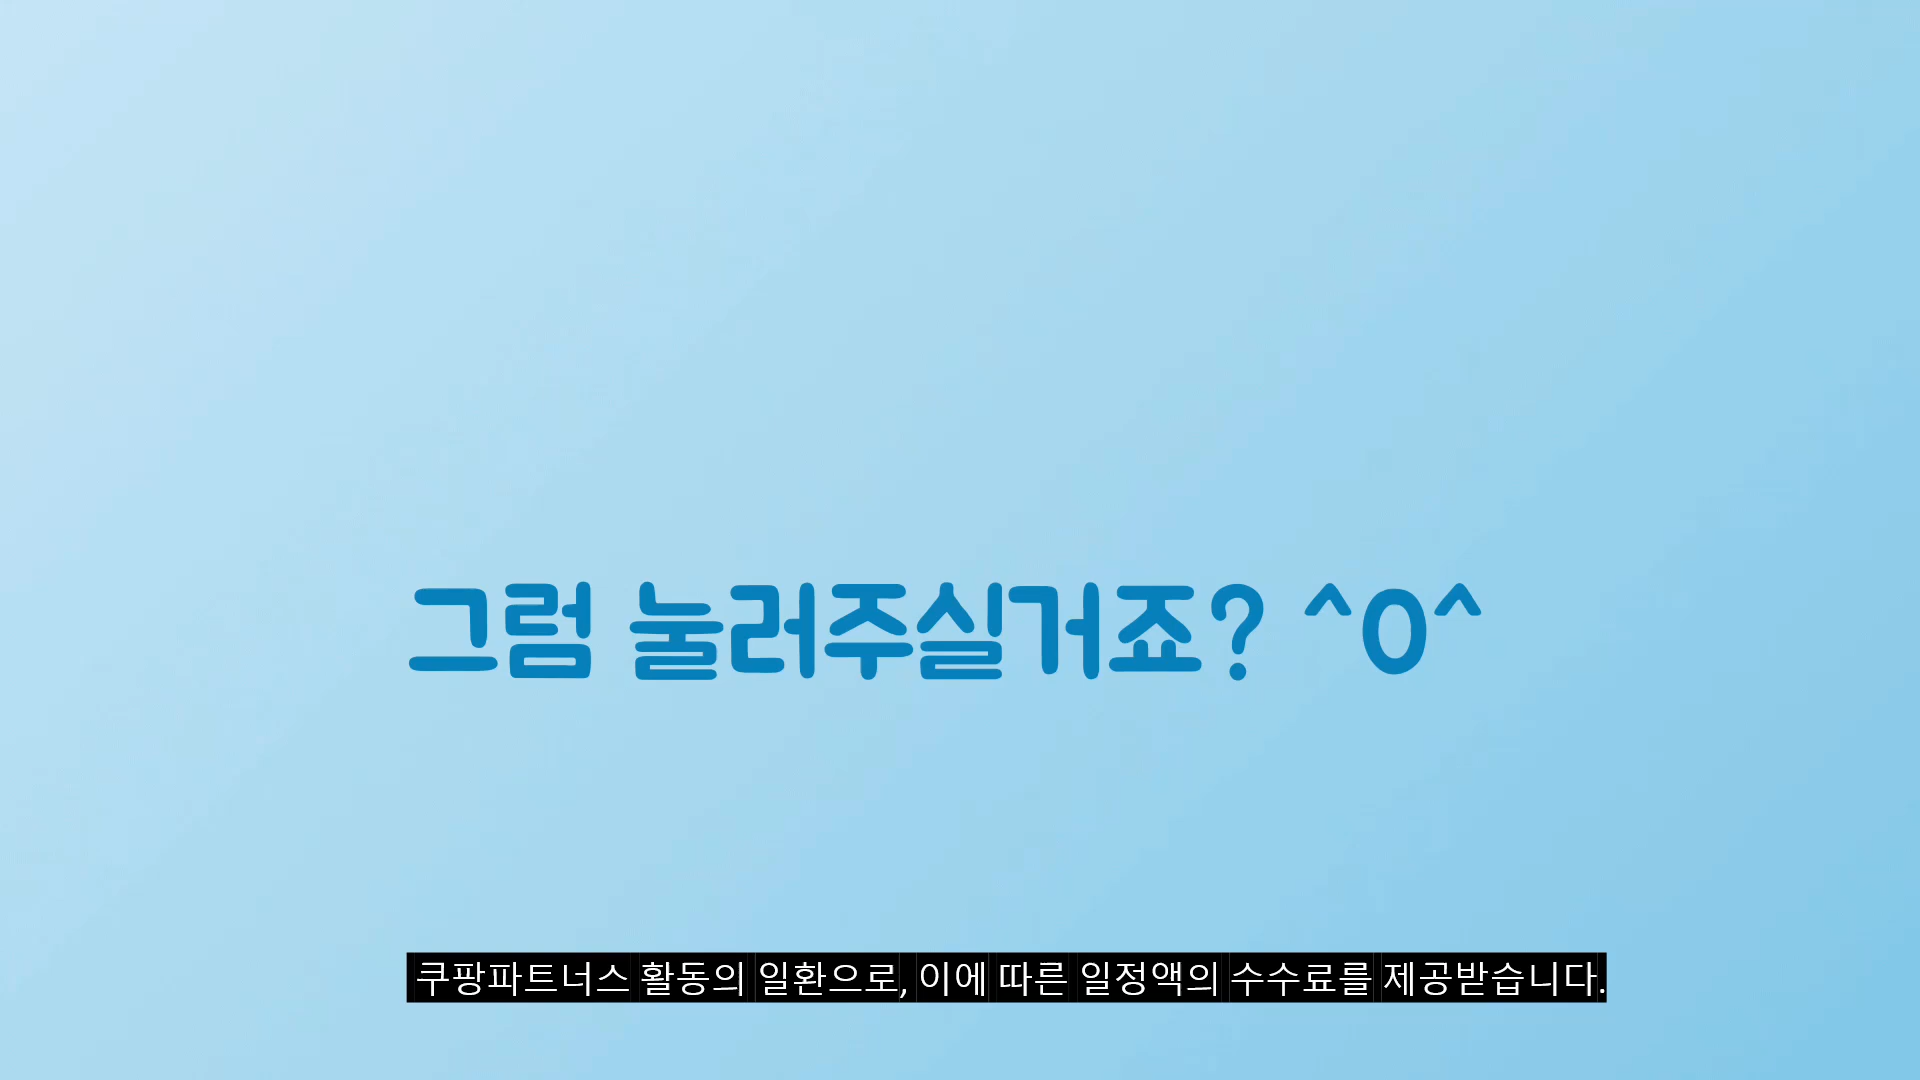 그럼 눌러주실거죠? ^0^
쿠팡파트너스 활동의 일환으로, 이에 따른 일정액의 수수료를 제공받습니다.